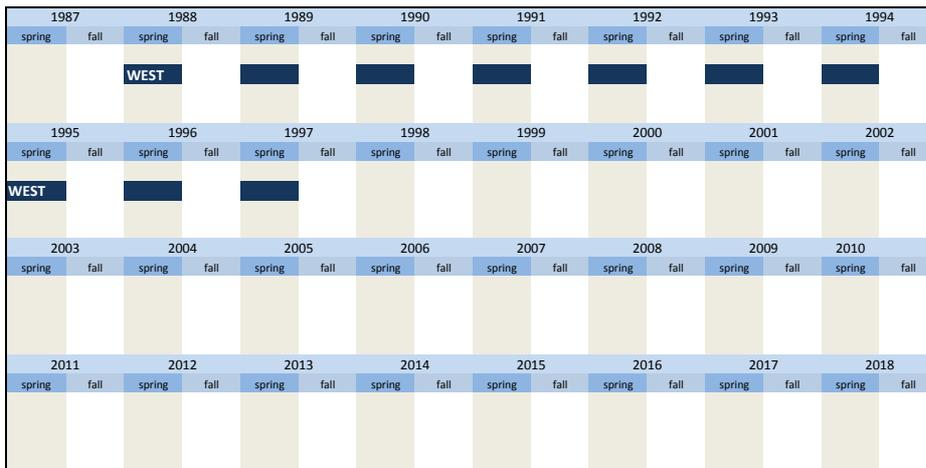 1987 1988 1989 1990 1991 1992 1993 1994
spring fall spring fall spring fall spring fall spring fall spring fall spring fall spring fall
WEST
1995 1996 1997 1998 1999 2000 2001 2002
spring fall spring fall spring fall spring fall spring fall spring fall spring fall spring fall
WEST
2003 2004 2005 2006 2007 2008 2009 2010
spring fall spring fall spring fall spring fall spring fall spring fall spring fall spring fall
2011 2012 2013 2014 2015 2016 2017 2018
spring fall spring fall spring fall spring fall spring fall spring fall spring fall spring fall